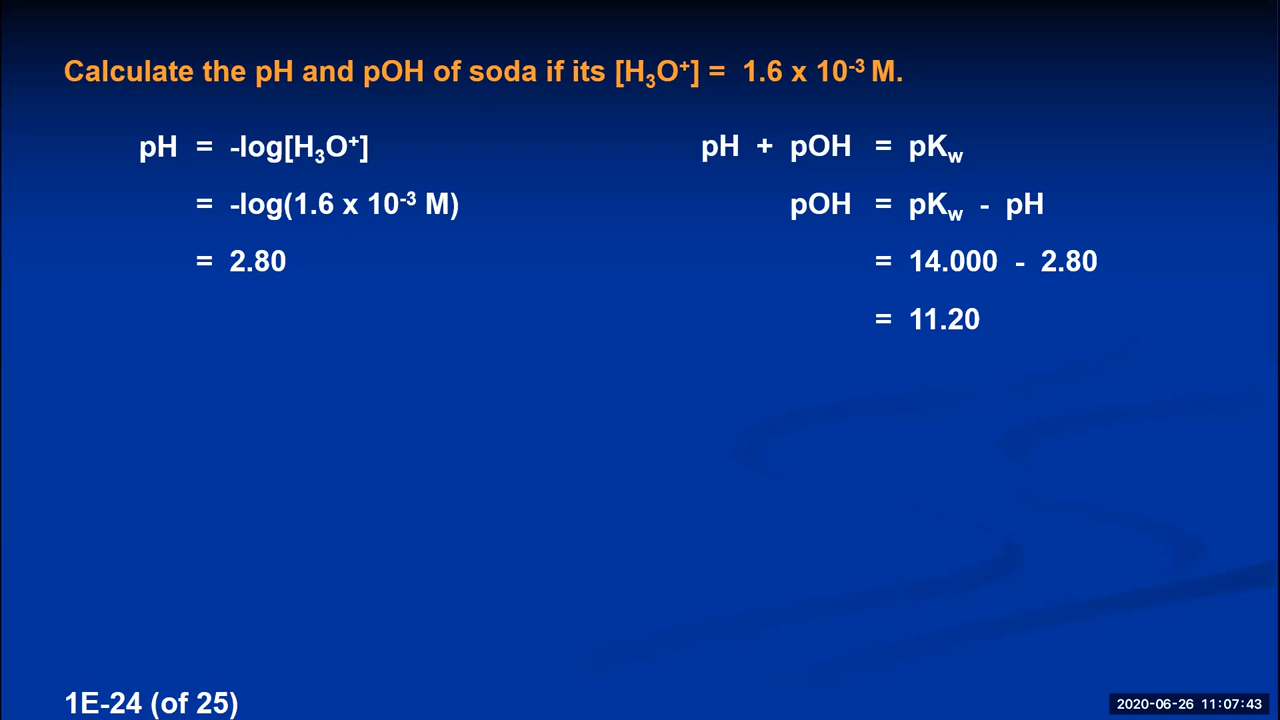 Calculate the pH and pOH of soda if its [H₃O⁺] = 1.6 x 10⁻³ M.
pH = -log[H₃O⁺]
= -log(1.6 x 10⁻³ M)
= 2.80
pH + pOH = pKw
pOH = pKw - pH
= 14.000 - 2.80
= 11.20
1E-24 (of 25)
2020-06-26 11:07:43